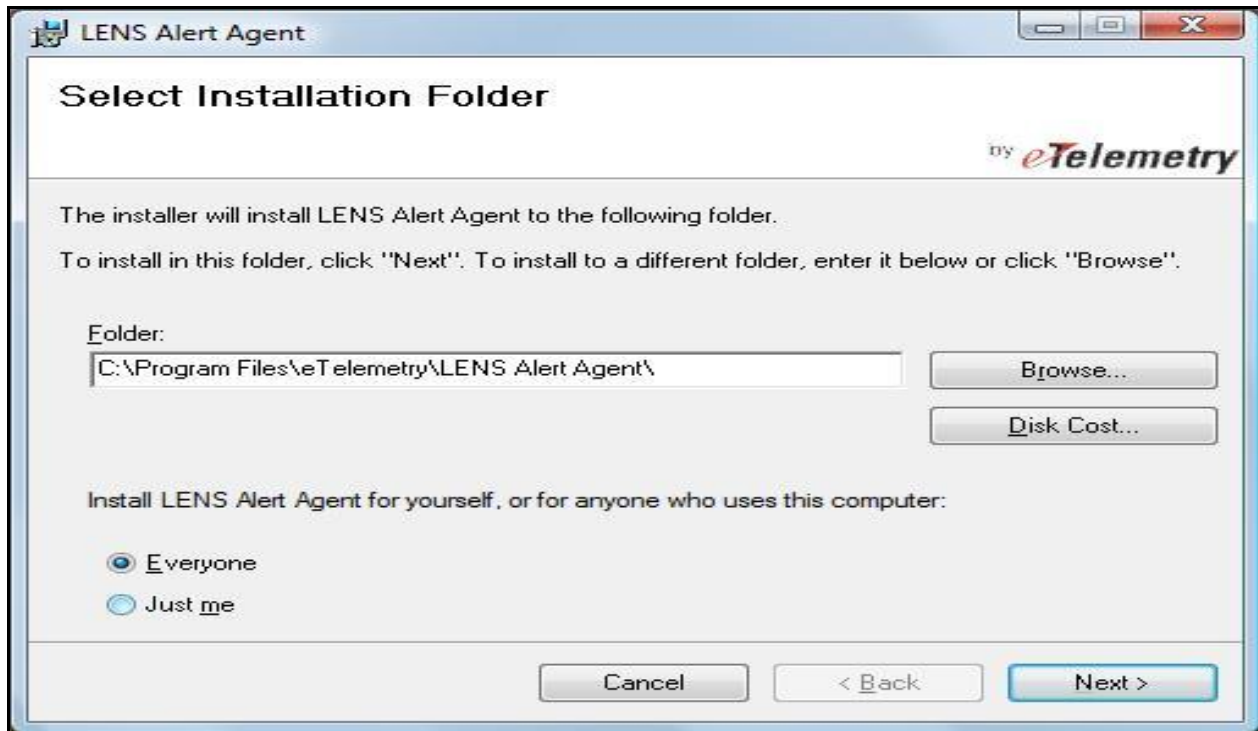 LENS Alert Agent
Select Installation Folder
by eTelemetry
The installer will install LENS Alert Agent to the following folder.
To install in this folder, click "Next". To install to a different folder, enter it below or click "Browse".
Folder:
C:\Program Files\eTelemetry\LENS Alert Agent\
Browse...
Disk Cost...
Install LENS Alert Agent for yourself, or for anyone who uses this computer:
Everyone
Just me
Cancel
< Back
Next >